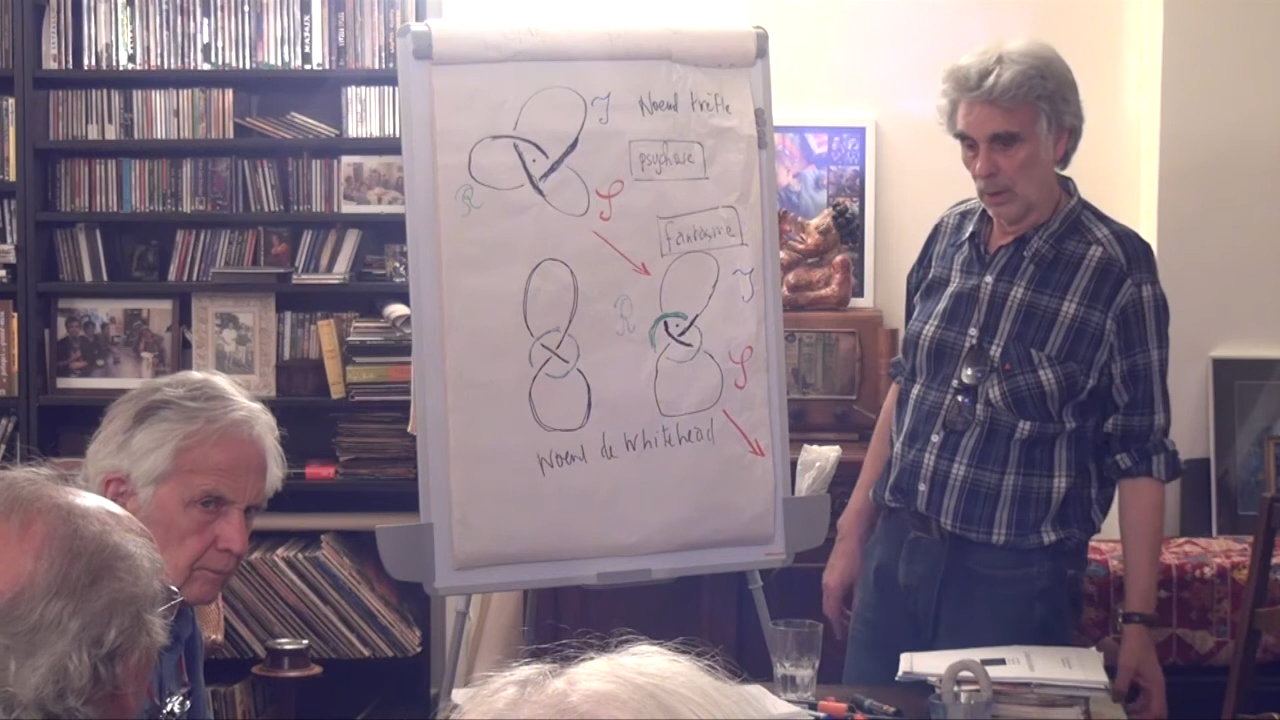 J Noeud trèfle
psychose
R
S
fantasme
R J
S
Noeud de Whitehead